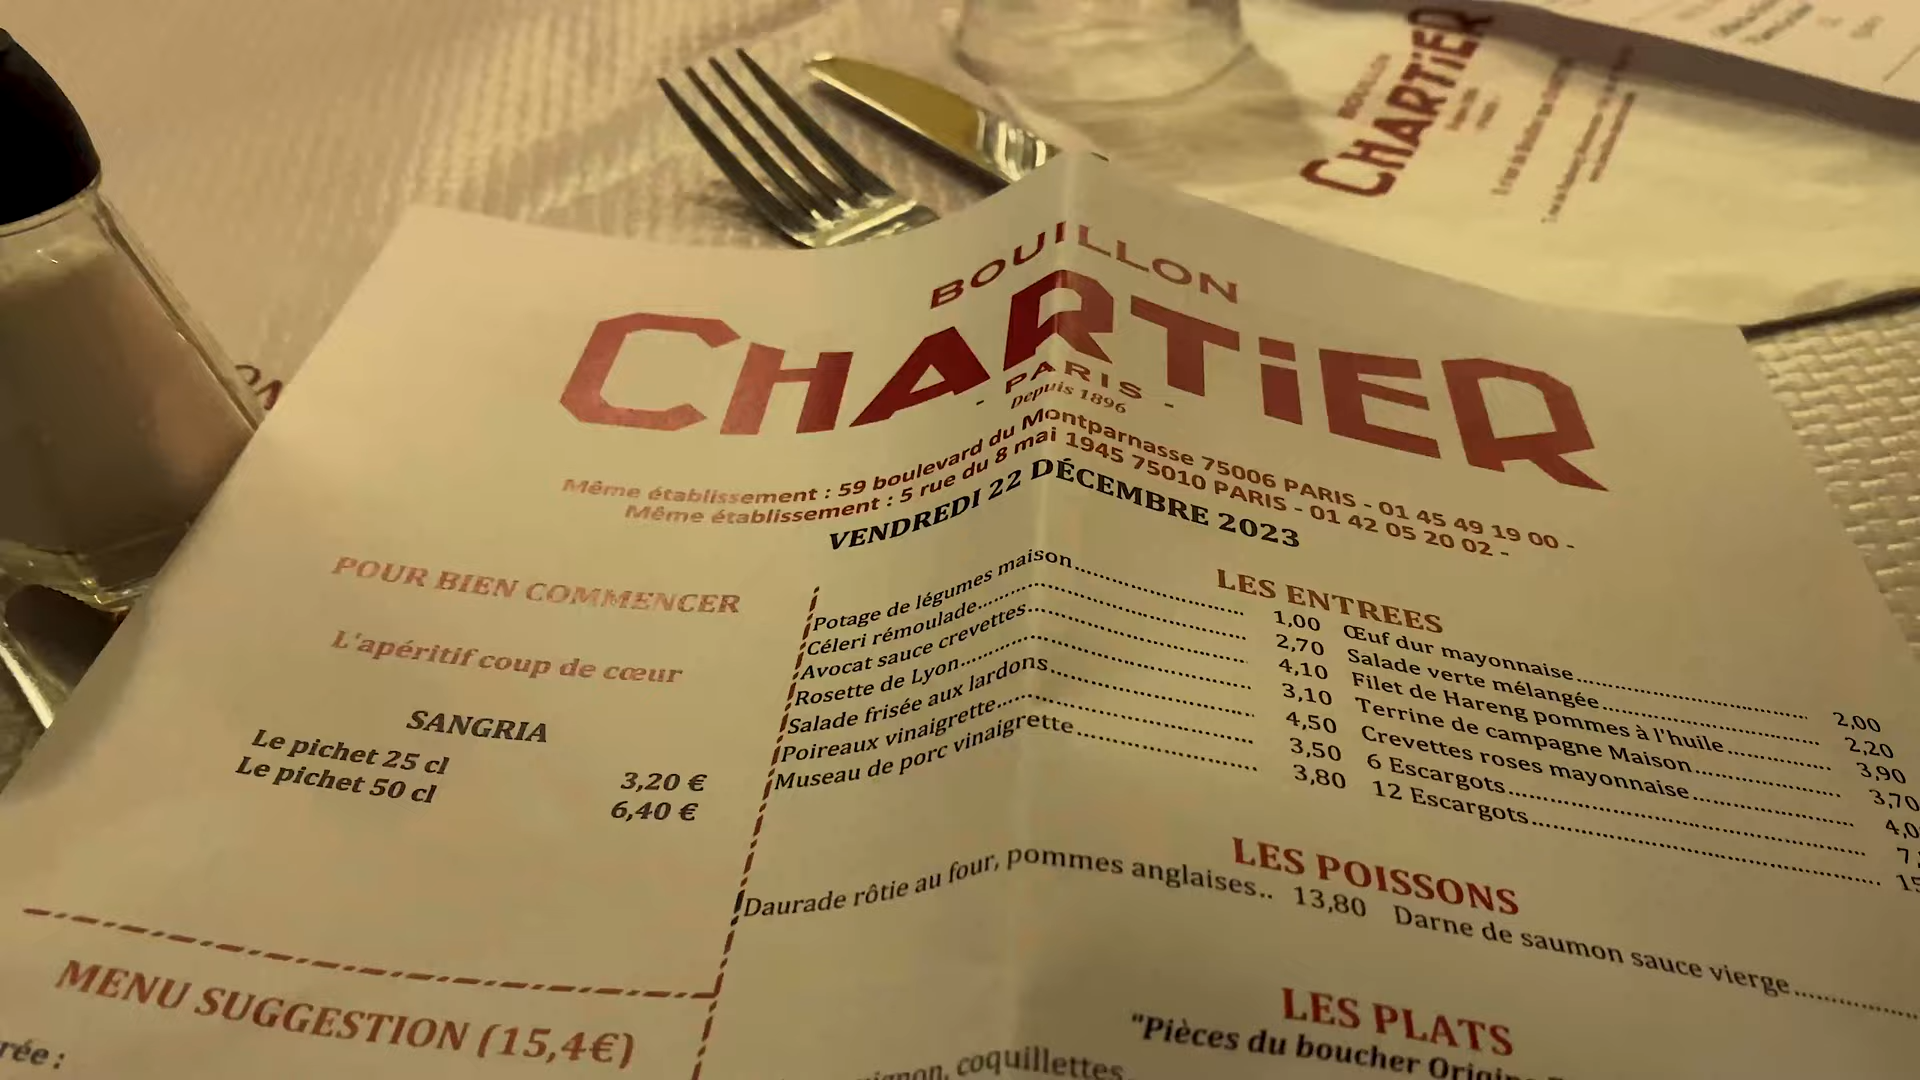 BOUILLON
CHARTiER
BOUILLON
CHARTiER
- PARIS -
Depuis 1896
Même établissement : 59 boulevard du Montparnasse 75006 PARIS - 01 45 49 19 00 -
Même établissement : 5 rue du 8 mai 1945 75010 PARIS - 01 42 05 20 02 -
VENDREDI 22 DÉCEMBRE 2023
POUR BIEN COMMENCER
L'apéritif coup de cœur
SANGRIA
Le pichet 25 cl 3,20 €
Le pichet 50 cl 6,40 €
MENU SUGGESTION (15,4€)
LES ENTREES
Potage de légumes maison 1,00 Œuf dur mayonnaise 2,00
Céleri rémoulade 2,70 Salade verte mélangée 2,20
Avocat sauce crevettes 4,10 Filet de Hareng pommes à l'huile 3,90
Rosette de Lyon 3,10 Terrine de campagne Maison 3,70
Salade frisée aux lardons 4,50 Crevettes roses mayonnaise
Poireaux vinaigrette 3,50 6 Escargots
Museau de porc vinaigrette 3,80 12 Escargots
LES POISSONS
Daurade rôtie au four, pommes anglaises.. 13,80 Darne de saumon sauce vierge
LES PLATS
"Pièces du boucher
coquillettes